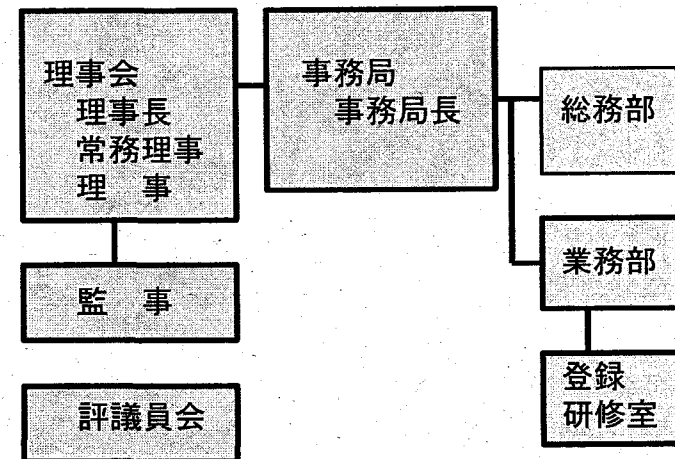 理事会
理事長
常務理事
理　事
事務局
事務局長
総務部
監　事
業務部
評議員会
登録
研修室